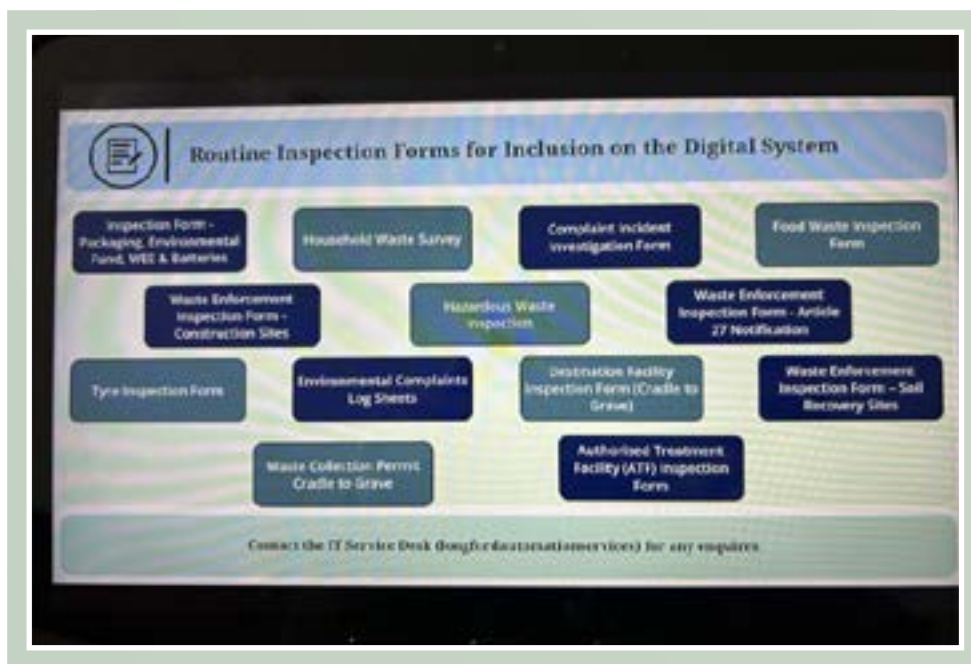 Routine Inspection Forms for Inclusion on the Digital System
Inspection Form -
Packaging, Environmental
Fund, WEE & Batteries
Household Waste Survey
Complaint Incident
Investigation Form
Food Waste Inspection
Form
Waste Enforcement
Inspection Form -
Construction Sites
Hazardous Waste
Inspection
Waste Enforcement
Inspection Form - Article
27 Notification
Tyre Inspection Form
Environmental Complaints
Log Sheets
Destination Facility
Inspection Form (Cradle to
Grave)
Waste Enforcement
Inspection Form – Soil
Recovery Sites
Waste Collection Permit
Cradle to Grave
Authorised Treatment
Facility (ATF) Inspection
Form
Contact the IT Service Desk (longfordautomationservices) for any enquires